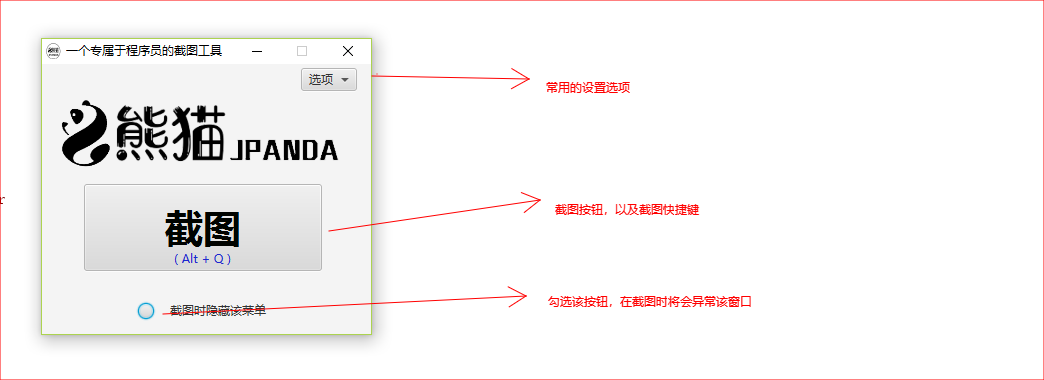 一个专属于程序员的截图工具
选项
常用的设置选项
熊猫 JPANDA
截图
( Alt + Q )
截图按钮，以及截图快捷键
截图时隐藏该菜单
勾选该按钮，在截图时将会异常该窗口